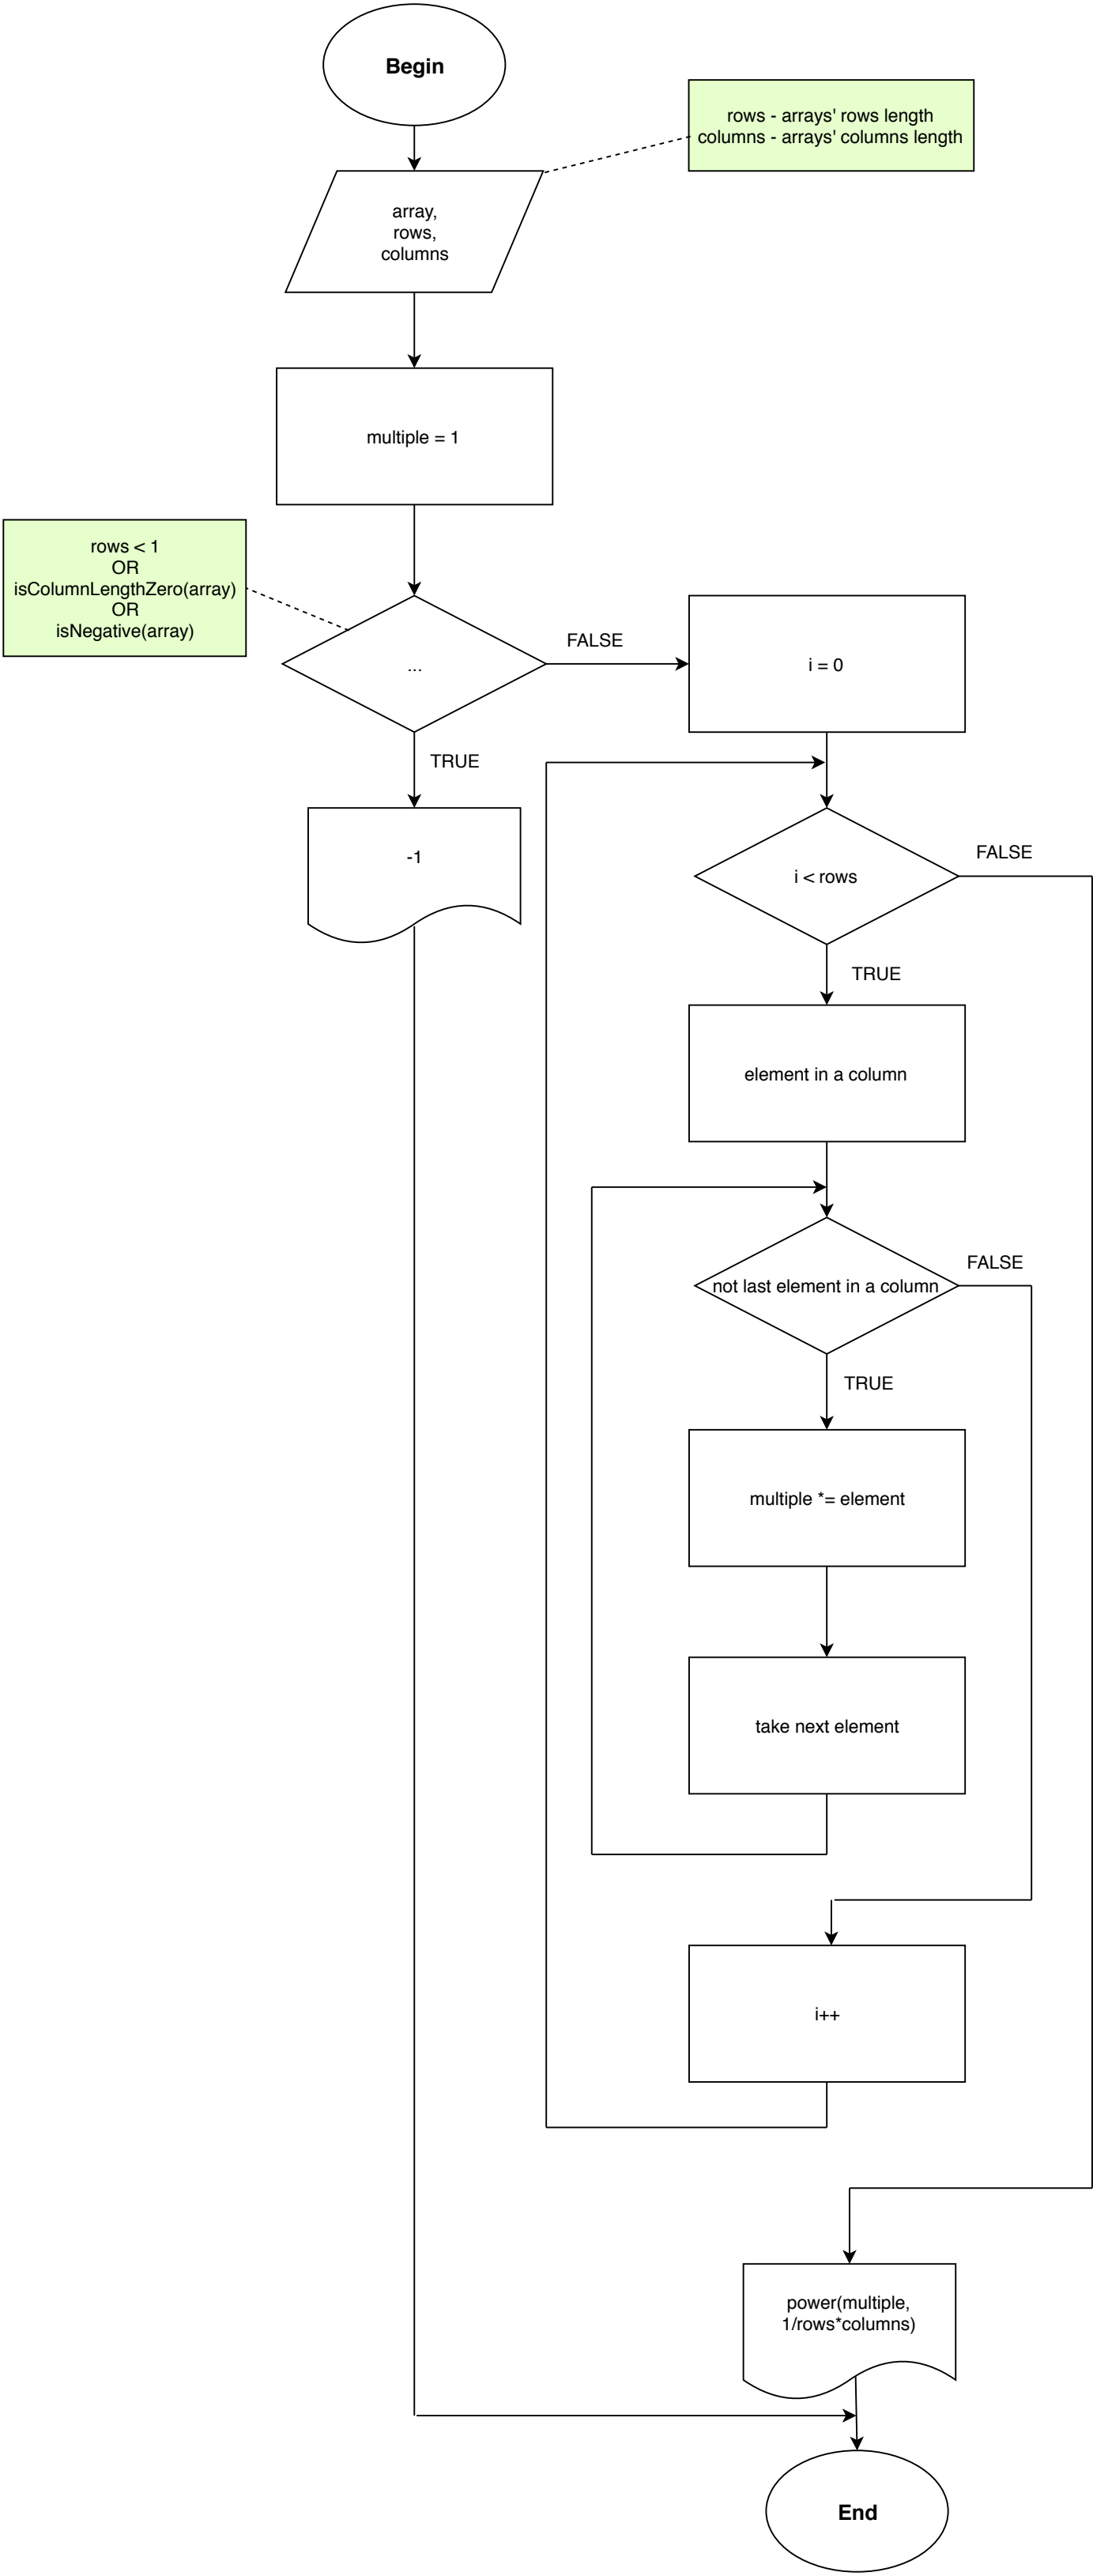 Begin
rows - arrays' rows length
columns - arrays' columns length
array,
rows,
columns
multiple = 1
rows < 1
OR
isColumnLengthZero(array)
OR
isNegative(array)
...
FALSE
i = 0
TRUE
-1
i < rows
FALSE
TRUE
element in a column
not last element in a column
FALSE
TRUE
multiple *= element
take next element
i++
power(multiple,
1/rows*columns)
End